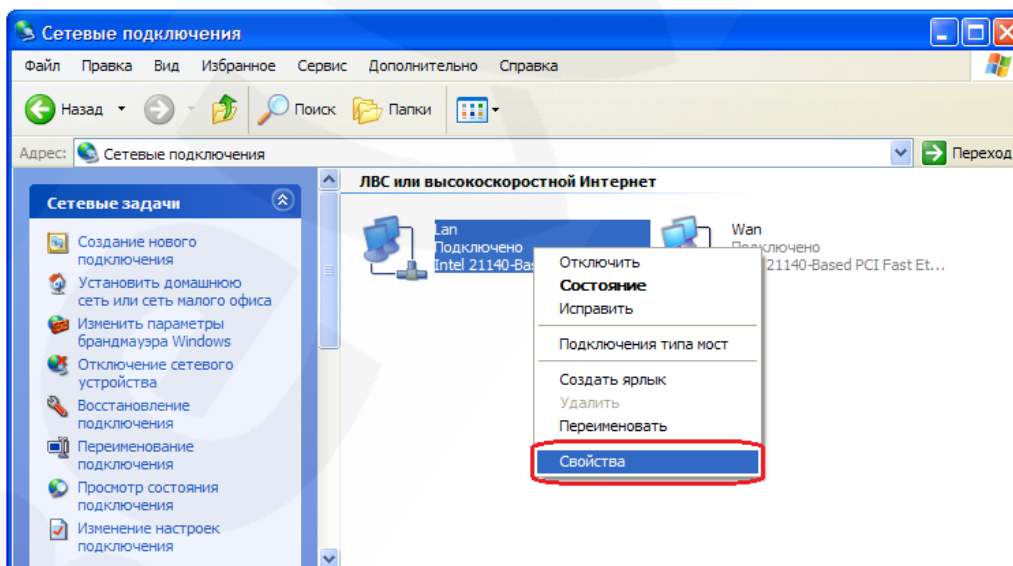 Сетевые подключения
Файл Правка Вид Избранное Сервис Дополнительно Справка
Назад Поиск Папки
Адрес: Сетевые подключения Переход
Сетевые задачи
Создание нового
подключения
Установить домашнюю
сеть или сеть малого офиса
Изменить параметры
брандмауэра Windows
Отключение сетевого
устройства
Восстановление
подключения
Переименование
подключения
Просмотр состояния
подключения
Изменение настроек
подключения
ЛВС или высокоскоростной Интернет
Lan
Подключено
Intel 21140-Bas
Wan
Подключено
21140-Based PCI Fast Et...
Отключить
Состояние
Исправить
Подключения типа мост
Создать ярлык
Удалить
Переименовать
Свойства